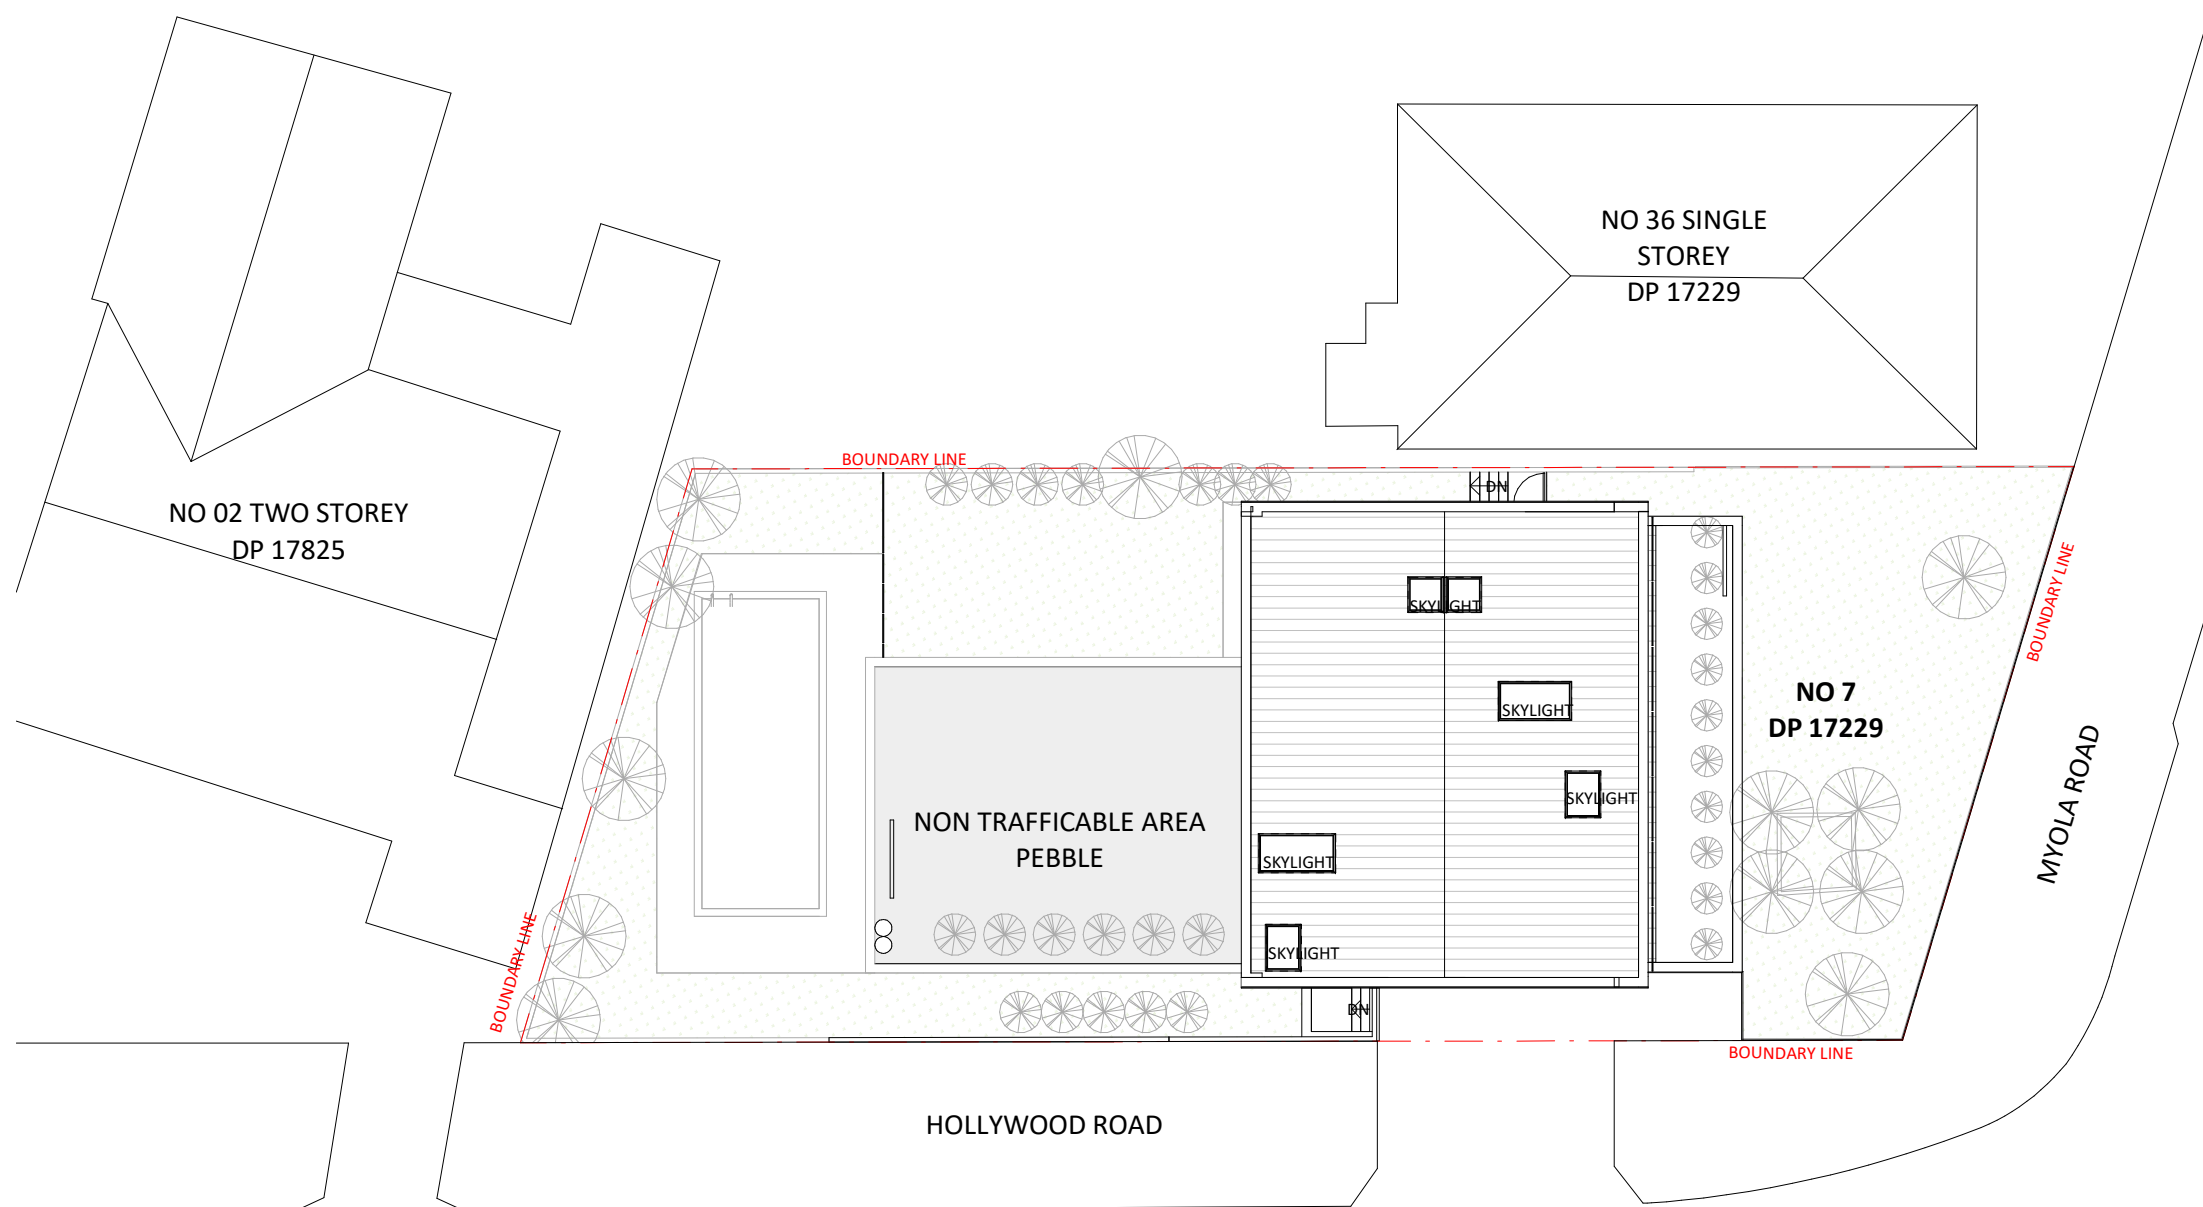 NO 36 SINGLE
STOREY
DP 17229
BOUNDARY LINE
DN
NO 02 TWO STOREY
DP 17825
BOUNDARY LINE
SKYLIGHT
NO 7
DP 17229
SKYLIGHT
MYOLA ROAD
SKYLIGHT
NON TRAFFICABLE AREA
PEBBLE
SKYLIGHT
SKYLIGHT
BOUNDARY LINE
DN
BOUNDARY LINE
HOLLYWOOD ROAD